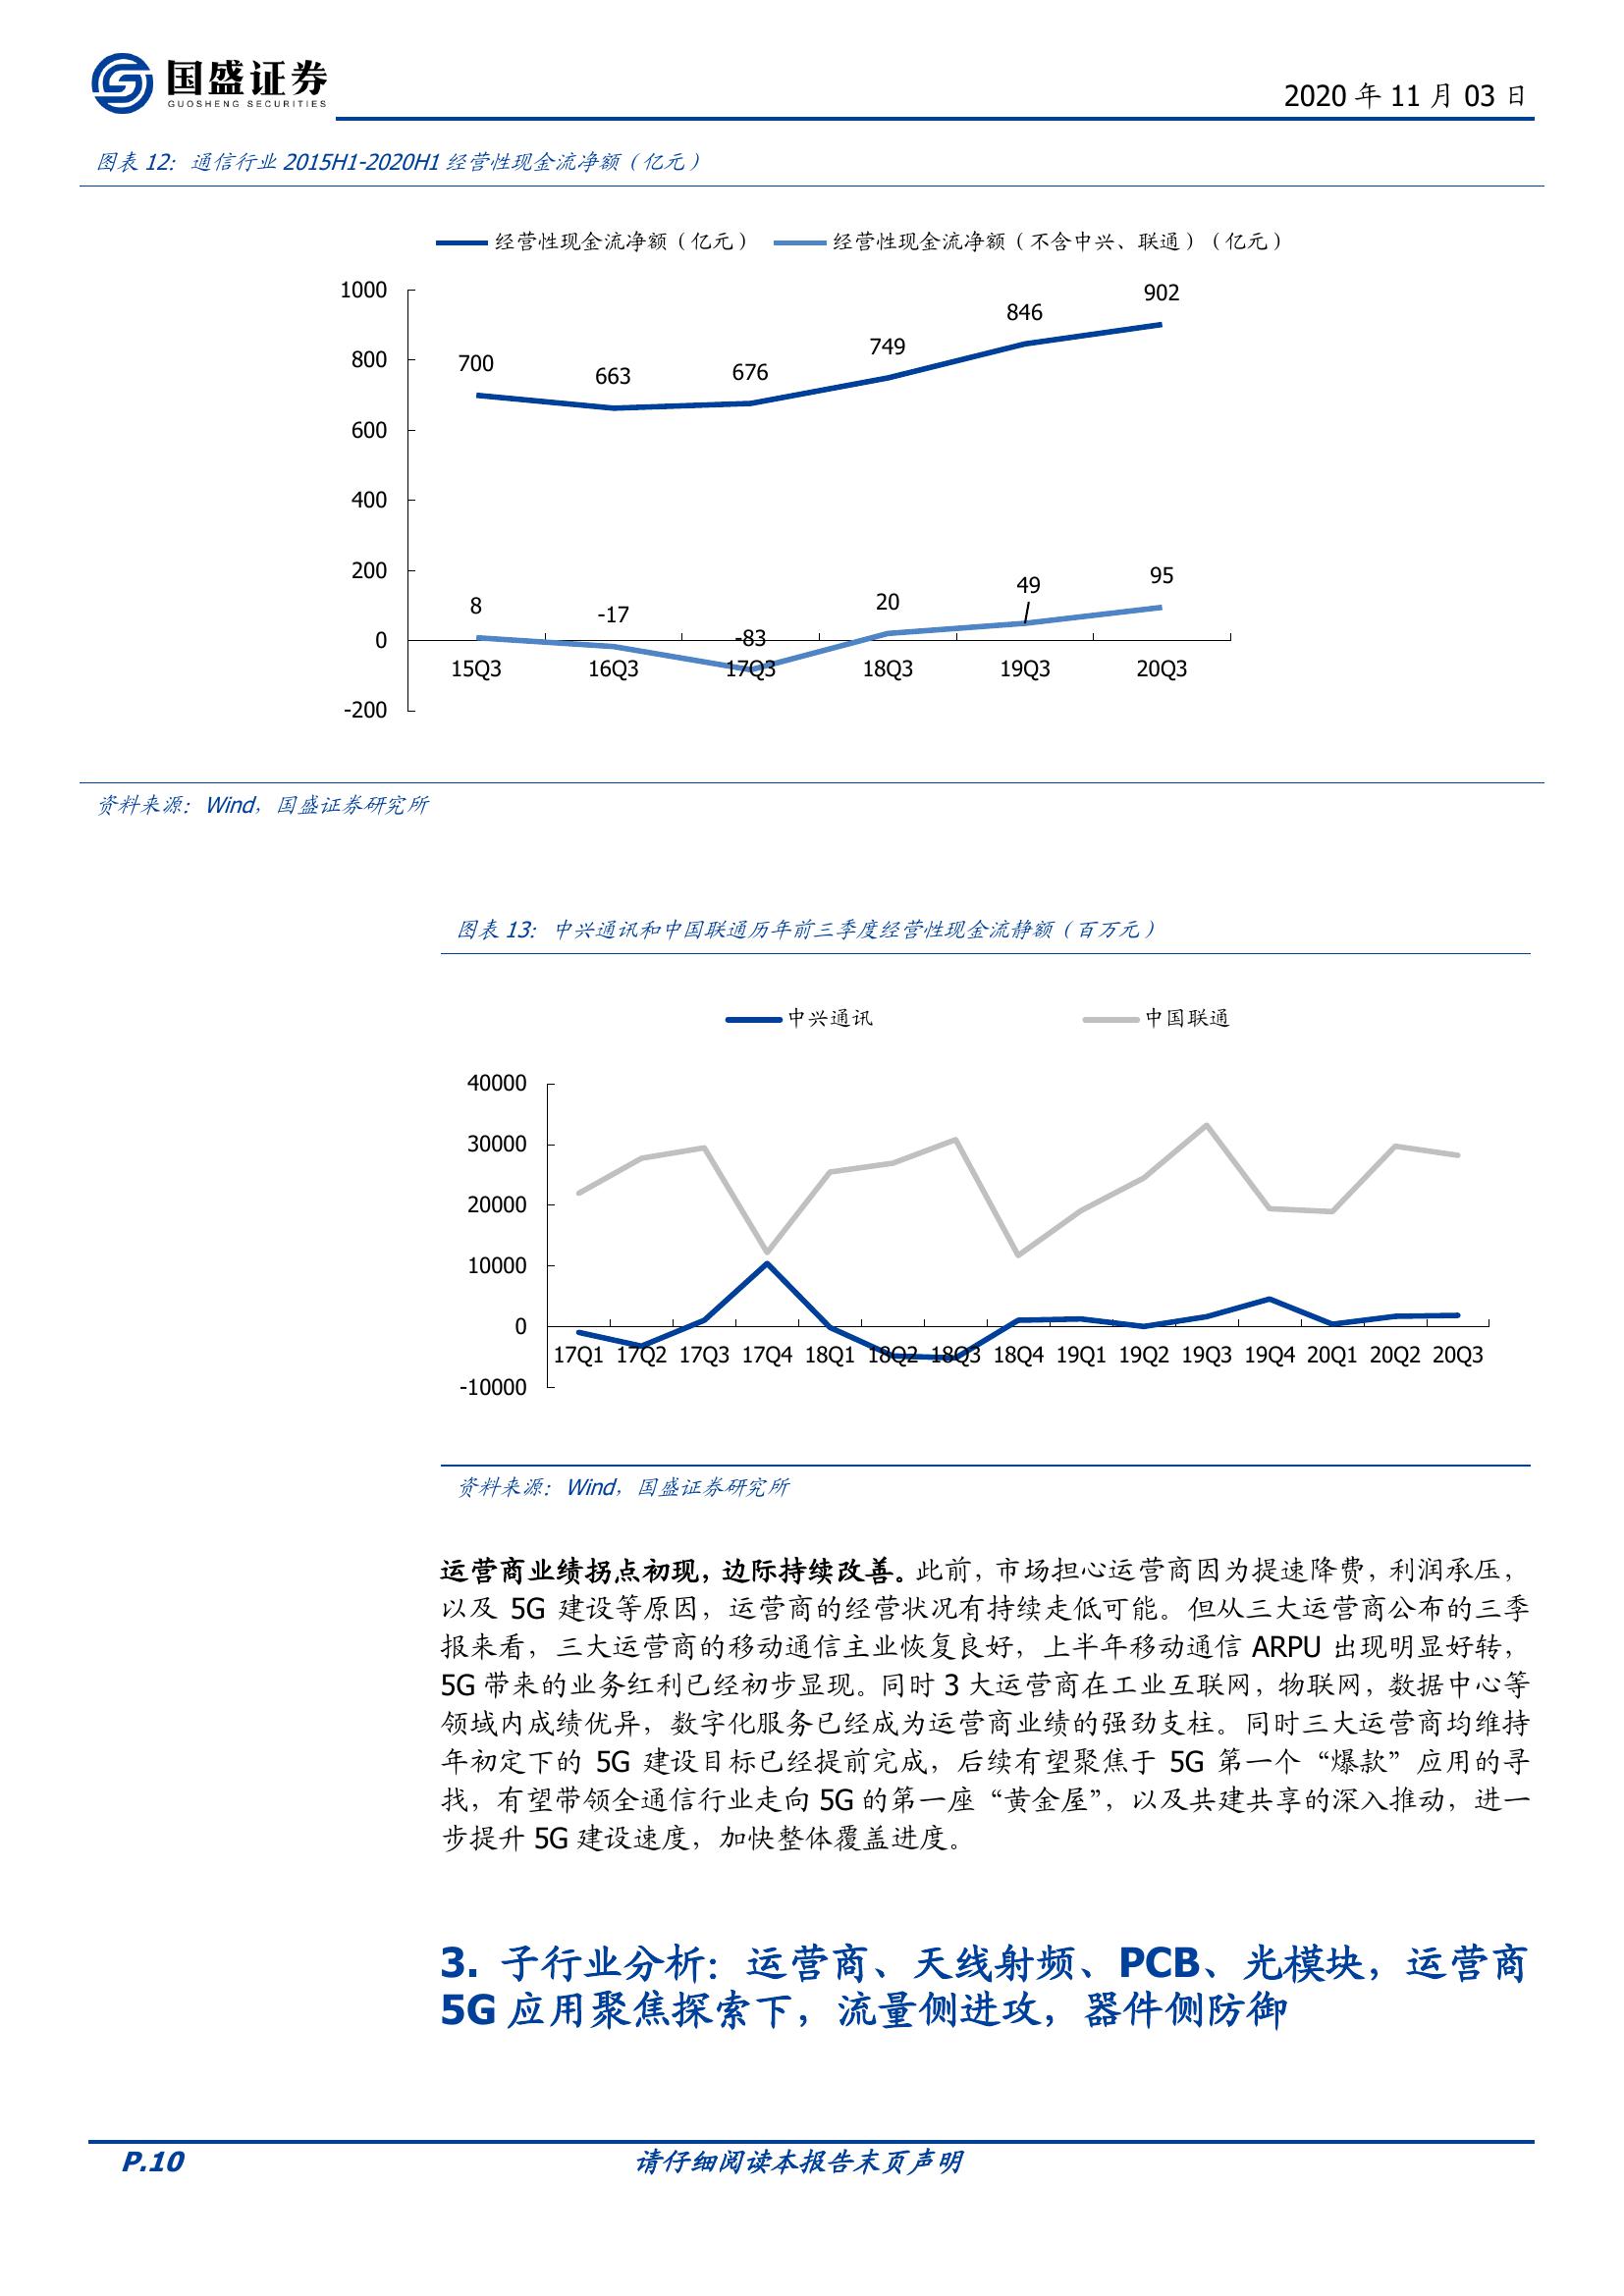 国盛证券
GUOSHENG SECURITIES
2020 年 11 月 03 日
图表 12：通信行业 2015H1-2020H1 经营性现金流净额（亿元）
经营性现金流净额（亿元） 经营性现金流净额（不含中兴、联通）（亿元）
1000
800
600
400
200
0
-200
700
663
676
749
846
902
8
-17
-83
20
49
95
15Q3 16Q3 17Q3 18Q3 19Q3 20Q3
资料来源：Wind，国盛证券研究所
图表 13：中兴通讯和中国联通历年前三季度经营性现金流静额（百万元）
中兴通讯 中国联通
40000
30000
20000
10000
0
-10000
17Q1 17Q2 17Q3 17Q4 18Q1 18Q2 18Q3 18Q4 19Q1 19Q2 19Q3 19Q4 20Q1 20Q2 20Q3
资料来源：Wind，国盛证券研究所
运营商业绩拐点初现，边际持续改善。此前，市场担心运营商因为提速降费，利润承压，
以及 5G 建设等原因，运营商的经营状况有持续走低可能。但从三大运营商公布的三季
报来看，三大运营商的移动通信主业恢复良好，上半年移动通信 ARPU 出现明显好转，
5G 带来的业务红利已经初步显现。同时 3 大运营商在工业互联网，物联网，数据中心等
领域内成绩优异，数字化服务已经成为运营商业绩的强劲支柱。同时三大运营商均维持
年初定下的 5G 建设目标已经提前完成，后续有望聚焦于 5G 第一个“爆款”应用的寻
找，有望带领全通信行业走向 5G 的第一座“黄金屋”，以及共建共享的深入推动，进一
步提升 5G 建设速度，加快整体覆盖进度。
3. 子行业分析：运营商、天线射频、PCB、光模块，运营商
5G 应用聚焦探索下，流量侧进攻，器件侧防御
P.10 请仔细阅读本报告末页声明